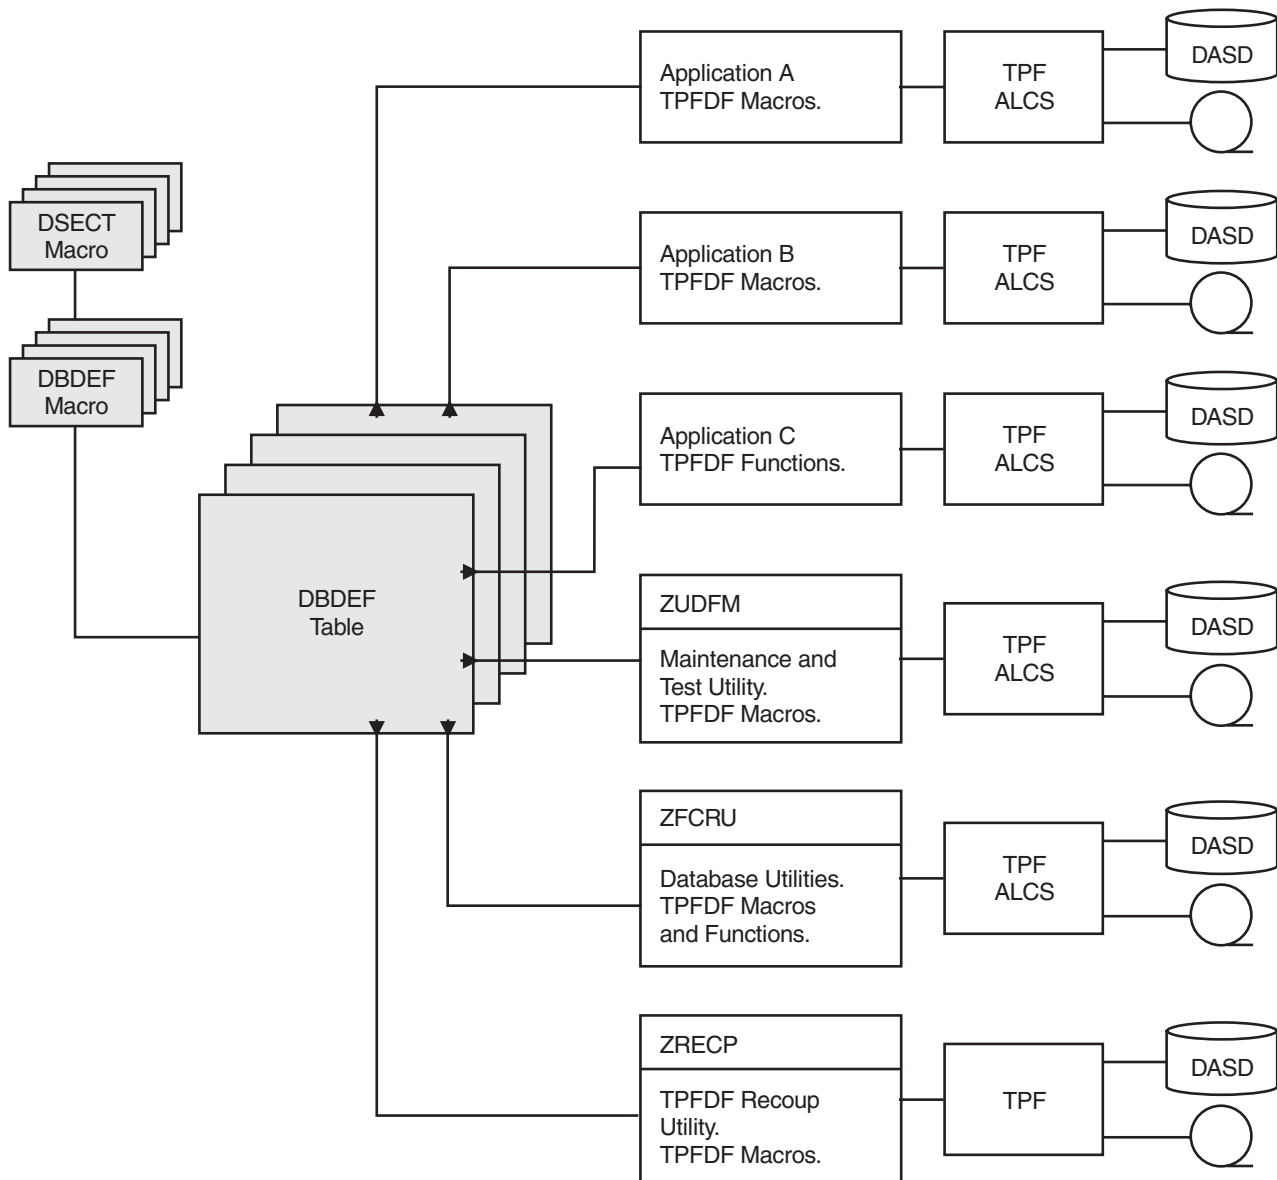 DSECT
Macro
DBDEF
Macro
DBDEF
Table
Application A
TPFDF Macros.
TPF
ALCS
DASD
Application B
TPFDF Macros.
TPF
ALCS
DASD
Application C
TPFDF Functions.
TPF
ALCS
DASD
ZUDFM
Maintenance and
Test Utility.
TPFDF Macros.
TPF
ALCS
DASD
ZFCRU
Database Utilities.
TPFDF Macros
and Functions.
TPF
ALCS
DASD
ZRECP
TPFDF Recoup
Utility.
TPFDF Macros.
TPF
DASD